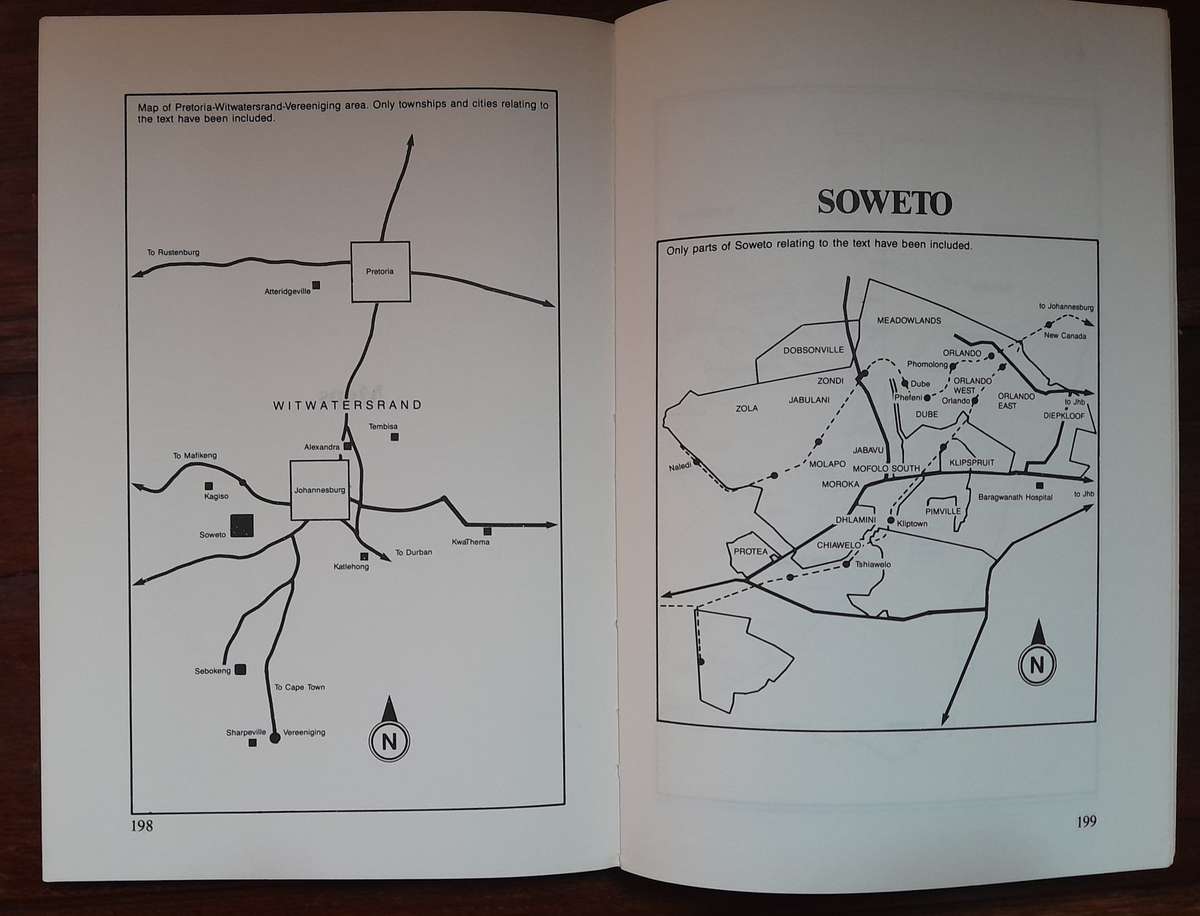 Map of Pretoria-Witwatersrand-Vereeniging area. Only townships and cities relating to
the text have been included.
To Rustenburg
Pretoria
Atteridgeville
WITWATERSRAND
Tembisa
Alexandra
To Mafikeng
Johannesburg
Kagiso
Soweto
KwaThema
To Durban
Katlehong
Sebokeng
To Cape Town
Sharpeville
Vereeniging
N
198
SOWETO
Only parts of Soweto relating to the text have been included.
to Johannesburg
MEADOWLANDS
New Canada
DOBSONVILLE
ORLANDO
Phomolong
ZONDI
Dube
ORLANDO
WEST
JABULANI
Phefeni
Orlando
ORLANDO
EAST
to Jhb
ZOLA
DUBE
DIEPKLOOF
JABAVU
Naledi
MOLAPO
MOFOLO SOUTH
KLIPSPRUIT
MOROKA
Baragwanath Hospital
to Jhb
PIMVILLE
DHLAMINI
Kliptown
CHIAWELO
PROTEA
Tshiawelo
N
199